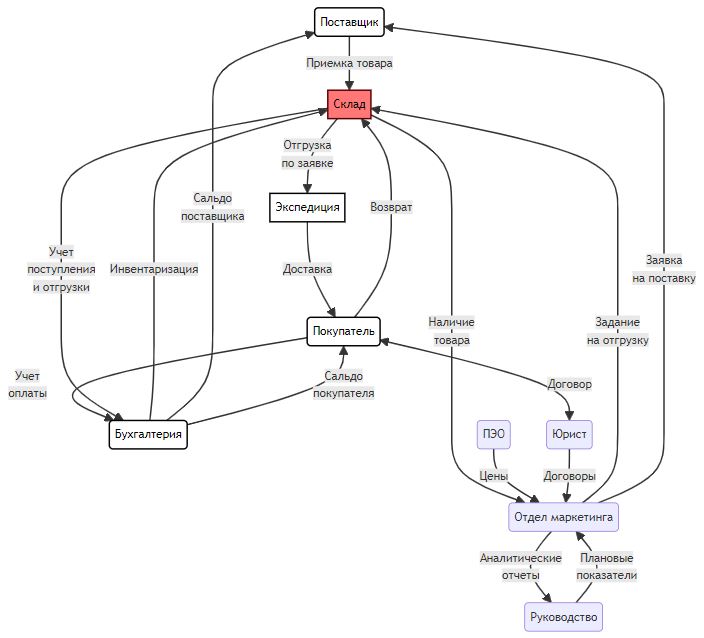 Поставщик
Приемка товара
Склад
Отгрузка
по заявке
Экспедиция
Сальдо
поставщика
Возврат
Учет
поступления
и отгрузки
Инвентаризация
Доставка
Заявка
на поставку
Покупатель
Наличие
товара
Задание
на отгрузку
Учет
оплаты
Сальдо
покупателя
Договор
Бухгалтерия
ПЭО
Юрист
Цены
Договоры
Отдел маркетинга
Аналитические
отчеты
Плановые
показатели
Руководство